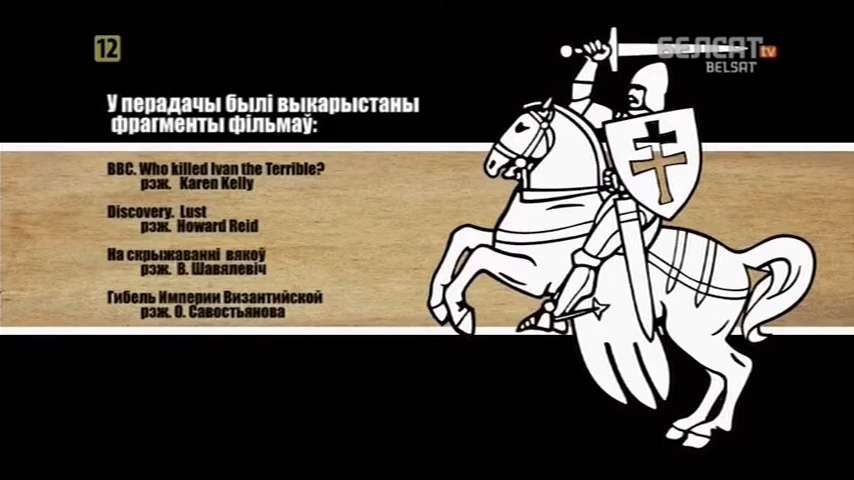 12
БЕЛСАТ tv
BELSAT
У перадачы былі выкарыстаны
фрагменты фільмаў:
BBC. Who killed Ivan the Terrible?
рэж. Karen Kelly
Discovery. Lust
рэж. Howard Reid
На скрыжаванні вякоў
рэж. В. Шавялевіч
Гибель Империи Византийской
рэж. О. Савостьянова